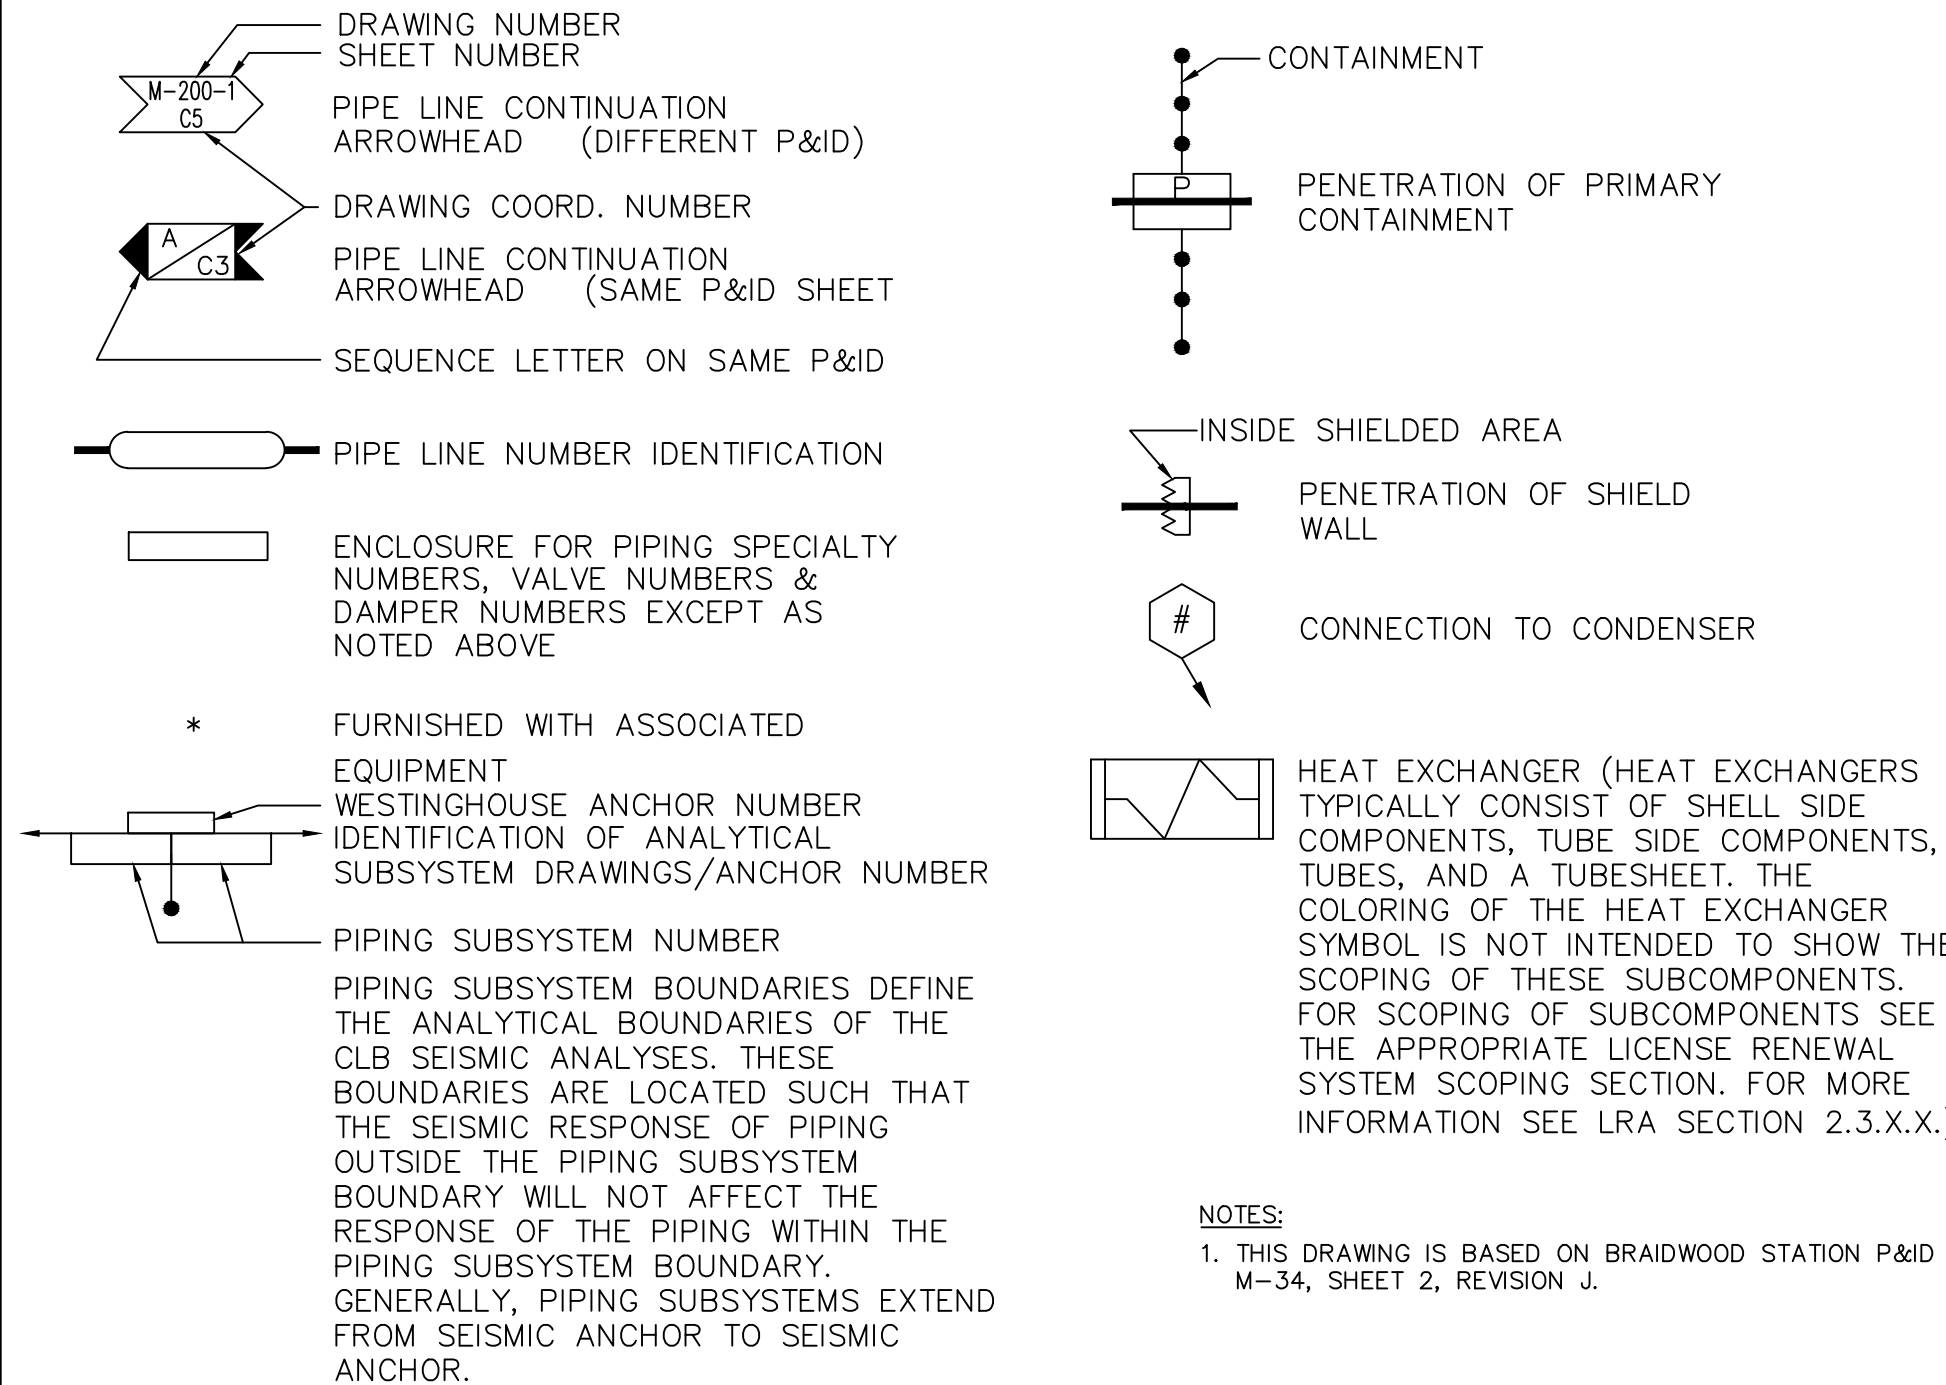 DRAWING NUMBER
SHEET NUMBER
M-200-1
C5
PIPE LINE CONTINUATION
ARROWHEAD (DIFFERENT P&ID)
DRAWING COORD. NUMBER
A
C3
PIPE LINE CONTINUATION
ARROWHEAD (SAME P&ID SHEET
SEQUENCE LETTER ON SAME P&ID
PIPE LINE NUMBER IDENTIFICATION
ENCLOSURE FOR PIPING SPECIALTY
NUMBERS, VALVE NUMBERS &
DAMPER NUMBERS EXCEPT AS
NOTED ABOVE
* FURNISHED WITH ASSOCIATED
EQUIPMENT
WESTINGHOUSE ANCHOR NUMBER
IDENTIFICATION OF ANALYTICAL
SUBSYSTEM DRAWINGS/ANCHOR NUMBER
PIPING SUBSYSTEM NUMBER
PIPING SUBSYSTEM BOUNDARIES DEFINE
THE ANALYTICAL BOUNDARIES OF THE
CLB SEISMIC ANALYSES. THESE
BOUNDARIES ARE LOCATED SUCH THAT
THE SEISMIC RESPONSE OF PIPING
OUTSIDE THE PIPING SUBSYSTEM
BOUNDARY WILL NOT AFFECT THE
RESPONSE OF THE PIPING WITHIN THE
PIPING SUBSYSTEM BOUNDARY.
GENERALLY, PIPING SUBSYSTEMS EXTEND
FROM SEISMIC ANCHOR TO SEISMIC
ANCHOR.
CONTAINMENT
P
PENETRATION OF PRIMARY
CONTAINMENT
INSIDE SHIELDED AREA
PENETRATION OF SHIELD
WALL
#
CONNECTION TO CONDENSER
HEAT EXCHANGER (HEAT EXCHANGERS
TYPICALLY CONSIST OF SHELL SIDE
COMPONENTS, TUBE SIDE COMPONENTS,
TUBES, AND A TUBESHEET. THE
COLORING OF THE HEAT EXCHANGER
SYMBOL IS NOT INTENDED TO SHOW THE
SCOPING OF THESE SUBCOMPONENTS.
FOR SCOPING OF SUBCOMPONENTS SEE
THE APPROPRIATE LICENSE RENEWAL
SYSTEM SCOPING SECTION. FOR MORE
INFORMATION SEE LRA SECTION 2.3.X.X.)
NOTES:
1. THIS DRAWING IS BASED ON BRAIDWOOD STATION P&ID
M-34, SHEET 2, REVISION J.